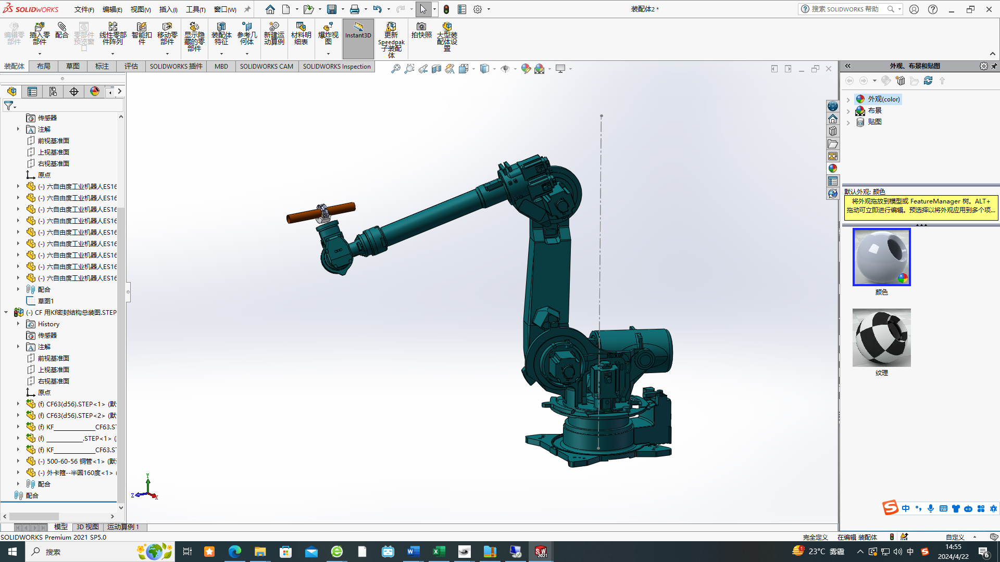 SOLIDWORKS
文件(F) 编辑(E) 视图(V) 插入(I) 工具(T) 窗口(W)
装配体2 *
搜索 SOLIDWORKS 帮助
编辑零部件
插入零部件
配合
零部件预览窗口
线性零部件阵列
智能扣件
移动零部件
显示隐藏的零部件
装配体特征
参考几何体
新建运动算例
材料明细表
爆炸视图
Instant3D
更新 Speedpak 子装配体
拍快照
大型装配体设置
装配体 布局 草图 标注 评估 SOLIDWORKS 插件 MBD SOLIDWORKS CAM SOLIDWORKS Inspection
传感器
注解
前视基准面
上视基准面
右视基准面
原点
(-) 六自由度工业机器人ES16
(-) 六自由度工业机器人ES16
(-) 六自由度工业机器人ES16
(-) 六自由度工业机器人ES16
(-) 六自由度工业机器人ES16
(-) 六自由度工业机器人ES16
(-) 六自由度工业机器人ES16
(-) 六自由度工业机器人ES16
(-) 六自由度工业机器人ES16
配合
草图1
(-) CF 用Kf密封结构总装图.STEP
History
传感器
注解
前视基准面
上视基准面
右视基准面
原点
(f) CF63(d56).STEP<1> (默
(f) CF63(d56).STEP<2> (默
(f) KF____________CF63.ST
(f) ___________.STEP<1> (
(f) KF____________CF63.ST
(-) 500-60-56 铜管<1> (默
(-) 外卡箍--半圆160度<1> (
配合
配合
Y
Z
X
外观、布景和贴图
外观(color)
布景
贴图
默认外观: 颜色
将外观拖放到模型或 FeatureManager 树。ALT+
拖动可立即进行编辑。预选择以将外观应用到多个项...
颜色
纹理
中
模型 3D 视图 运动算例 1
SOLIDWORKS Premium 2021 SP5.0
完全定义 在编辑 装配体 自定义
搜索
23°C 雾霾
中
14:55
2024/4/22
6